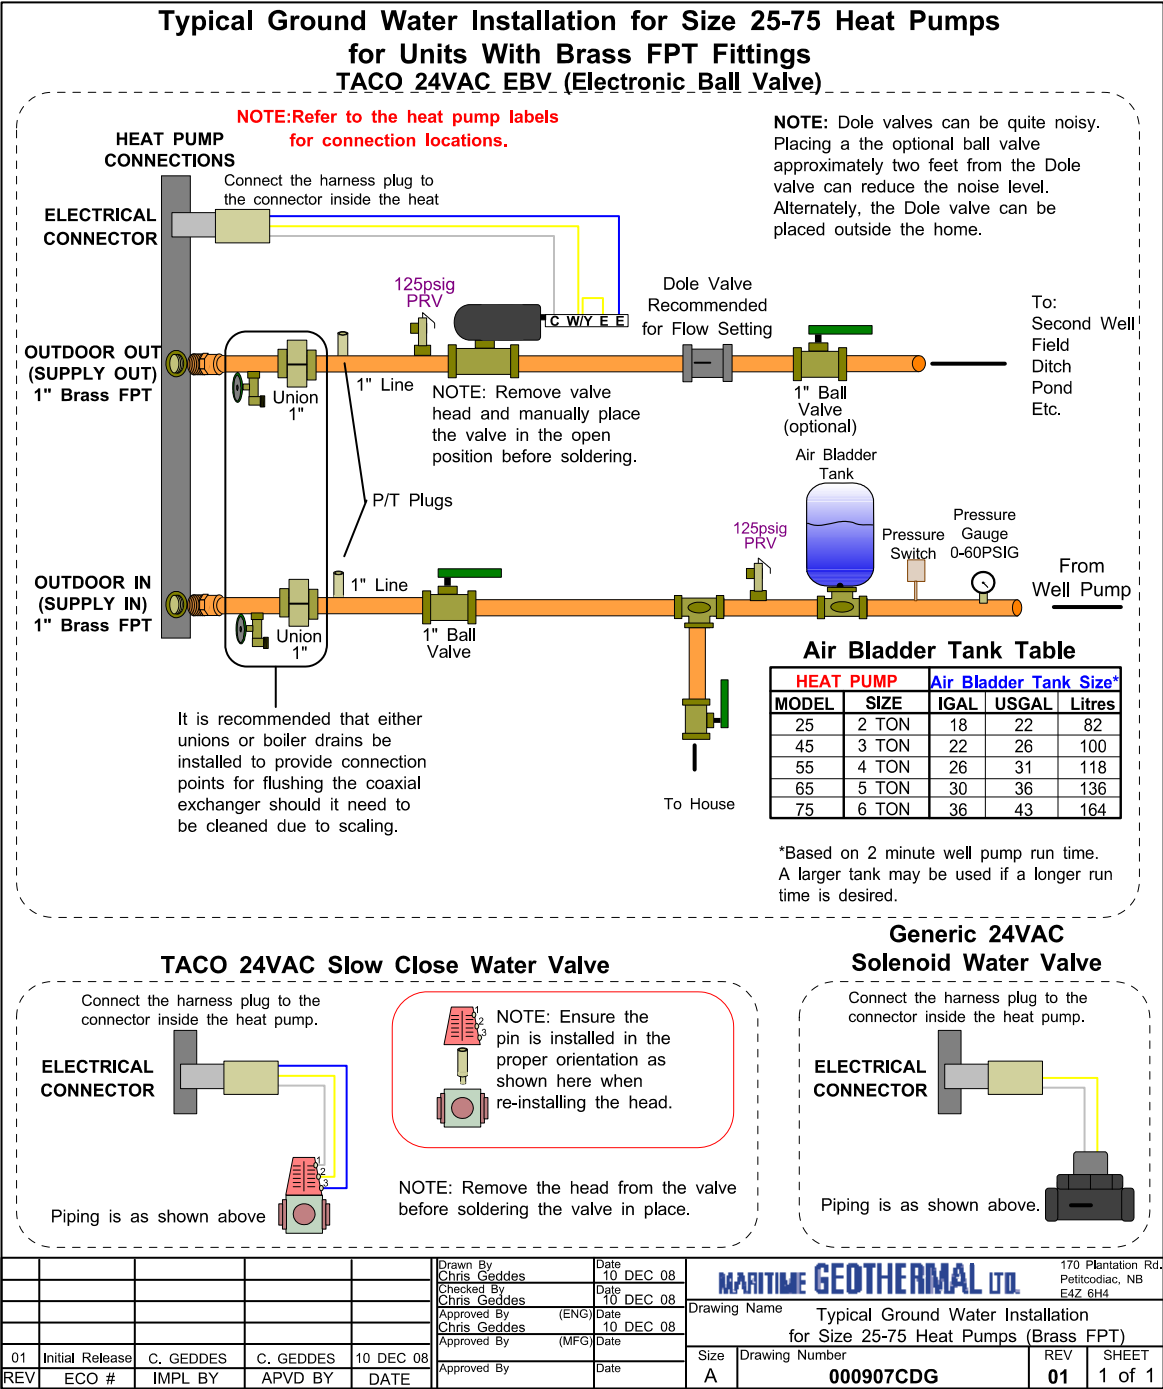 Typical Ground Water Installation for Size 25-75 Heat Pumps
for Units With Brass FPT Fittings
TACO 24VAC EBV (Electronic Ball Valve)
NOTE:Refer to the heat pump labels
for connection locations.
NOTE: Dole valves can be quite noisy.
Placing a the optional ball valve
approximately two feet from the Dole
valve can reduce the noise level.
Alternately, the Dole valve can be
placed outside the home.
HEAT PUMP
CONNECTIONS
Connect the harness plug to
the connector inside the heat
ELECTRICAL
CONNECTOR
125psig
PRV
C W/Y E E
Dole Valve
Recommended
for Flow Setting
To:
Second Well
Field
Ditch
Pond
Etc.
OUTDOOR OUT
(SUPPLY OUT)
1" Brass FPT
Union
1"
1" Line
NOTE: Remove valve
head and manually place
the valve in the open
position before soldering.
1" Ball
Valve
(optional)
P/T Plugs
Air Bladder
Tank
125psig
PRV
Pressure
Switch
Pressure
Gauge
0-60PSIG
From
Well Pump
OUTDOOR IN
(SUPPLY IN)
1" Brass FPT
Union
1"
1" Line
1" Ball
Valve
To House
It is recommended that either
unions or boiler drains be
installed to provide connection
points for flushing the coaxial
exchanger should it need to
be cleaned due to scaling.
Air Bladder Tank Table
HEAT PUMP Air Bladder Tank Size*
MODEL SIZE IGAL USGAL Litres
25 2 TON 18 22 82
45 3 TON 22 26 100
55 4 TON 26 31 118
65 5 TON 30 36 136
75 6 TON 36 43 164
*Based on 2 minute well pump run time.
A larger tank may be used if a longer run
time is desired.
TACO 24VAC Slow Close Water Valve
Connect the harness plug to the
connector inside the heat pump.
ELECTRICAL
CONNECTOR
1
2
3
Piping is as shown above
1
2
3
NOTE: Ensure the
pin is installed in the
proper orientation as
shown here when
re-installing the head.
NOTE: Remove the head from the valve
before soldering the valve in place.
Generic 24VAC
Solenoid Water Valve
Connect the harness plug to the
connector inside the heat pump.
ELECTRICAL
CONNECTOR
Piping is as shown above.
01 Initial Release C. GEDDES C. GEDDES 10 DEC 08
REV ECO # IMPL BY APVD BY DATE
Drawn By Date
Chris Geddes 10 DEC 08
Checked By Date
Chris Geddes 10 DEC 08
Approved By (ENG) Date
Chris Geddes 10 DEC 08
Approved By (MFG) Date
Approved By Date
MARITIME GEOTHERMAL LTD.
170 Plantation Rd.
Petitcodiac, NB
E4Z 6H4
Drawing Name
Typical Ground Water Installation
for Size 25-75 Heat Pumps (Brass FPT)
Size Drawing Number REV SHEET
A 000907CDG 01 1 of 1